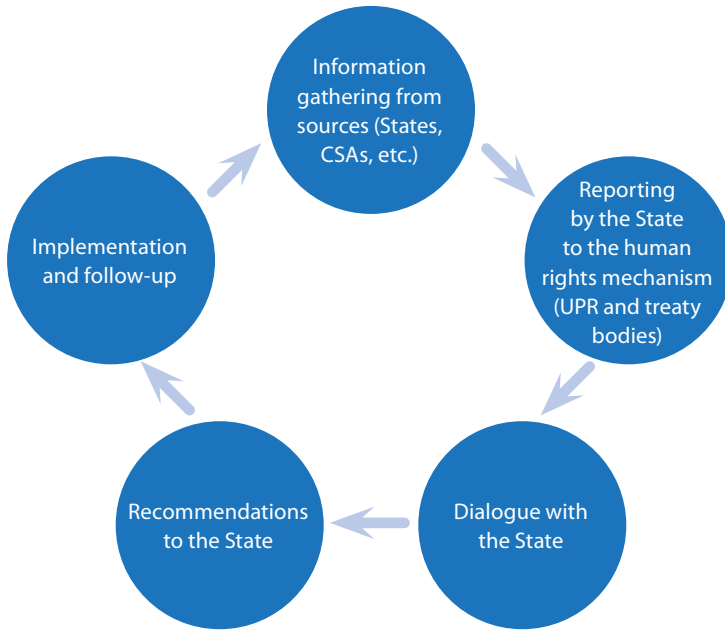 Information
gathering from
sources (States,
CSAs, etc.)
Reporting
by the State
to the human
rights mechanism
(UPR and treaty
bodies)
Dialogue with
the State
Recommendations
to the State
Implementation
and follow-up